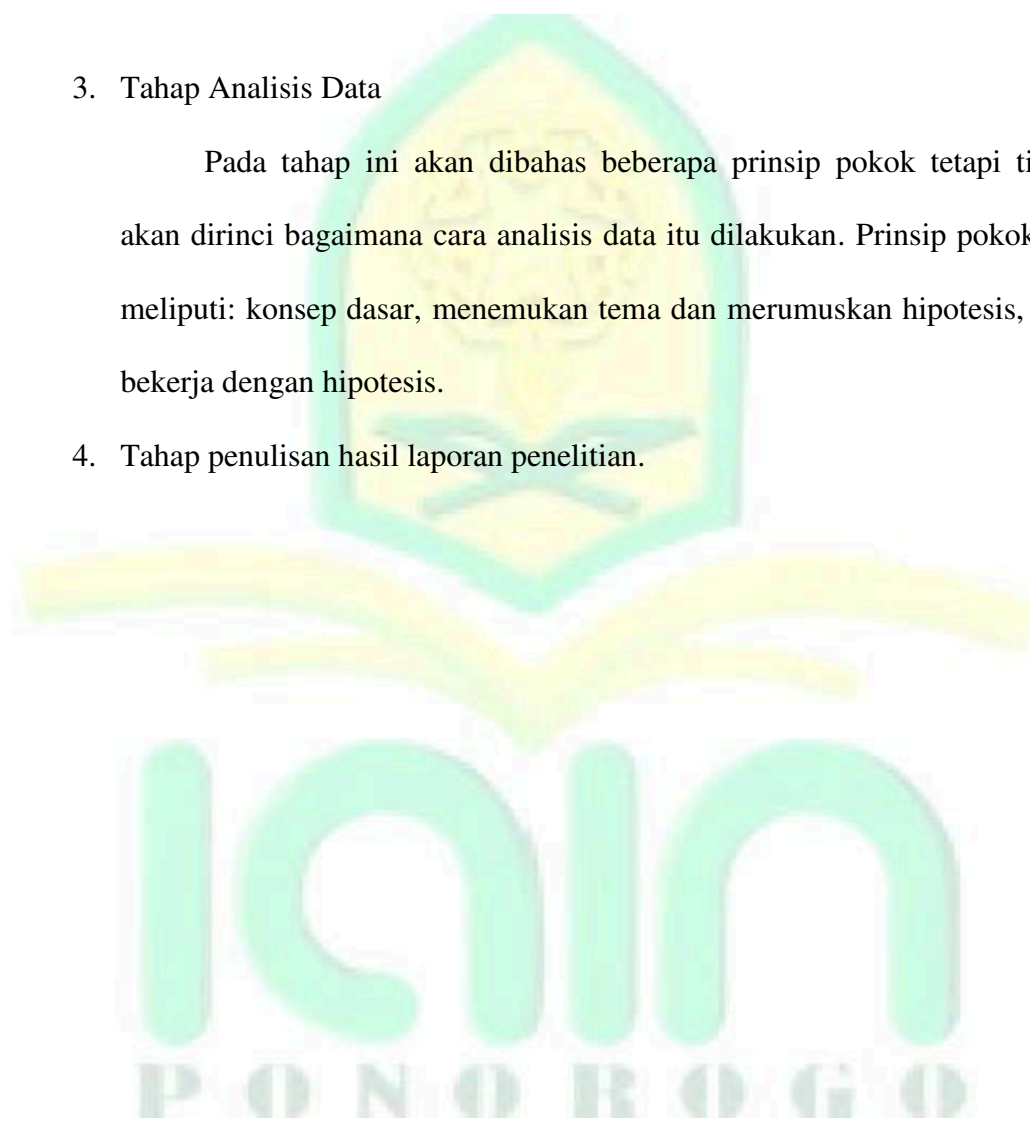 3. Tahap Analisis Data
Pada tahap ini akan dibahas beberapa prinsip pokok tetapi ti
akan dirinci bagaimana cara analisis data itu dilakukan. Prinsip pokok
meliputi: konsep dasar, menemukan tema dan merumuskan hipotesis,
bekerja dengan hipotesis.
4. Tahap penulisan hasil laporan penelitian.
iain
PONOROGO